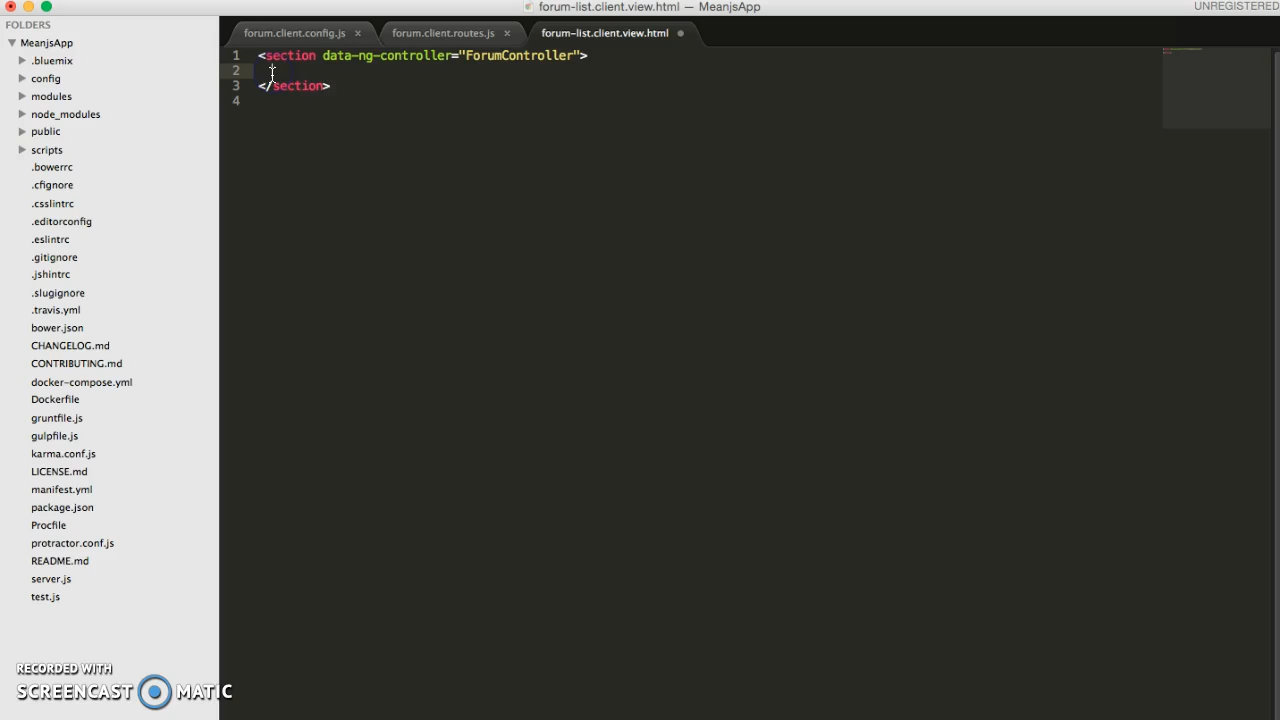 forum-list.client.view.html — MeanjsApp
UNREGISTERED
FOLDERS
MeanjsApp
.bluemix
config
modules
node_modules
public
scripts
.bowerrc
.cfignore
.csslintrc
.editorconfig
.eslintrc
.gitignore
.jshintrc
.slugignore
.travis.yml
bower.json
CHANGELOG.md
CONTRIBUTING.md
docker-compose.yml
Dockerfile
gruntfile.js
gulpfile.js
karma.conf.js
LICENSE.md
manifest.yml
package.json
Procfile
protractor.conf.js
README.md
server.js
test.js
forum.client.config.js ×
forum.client.routes.js ×
forum-list.client.view.html
1 <section data-ng-controller="ForumController">
2
3 </section>
4
RECORDED WITH
SCREENCAST MATIC